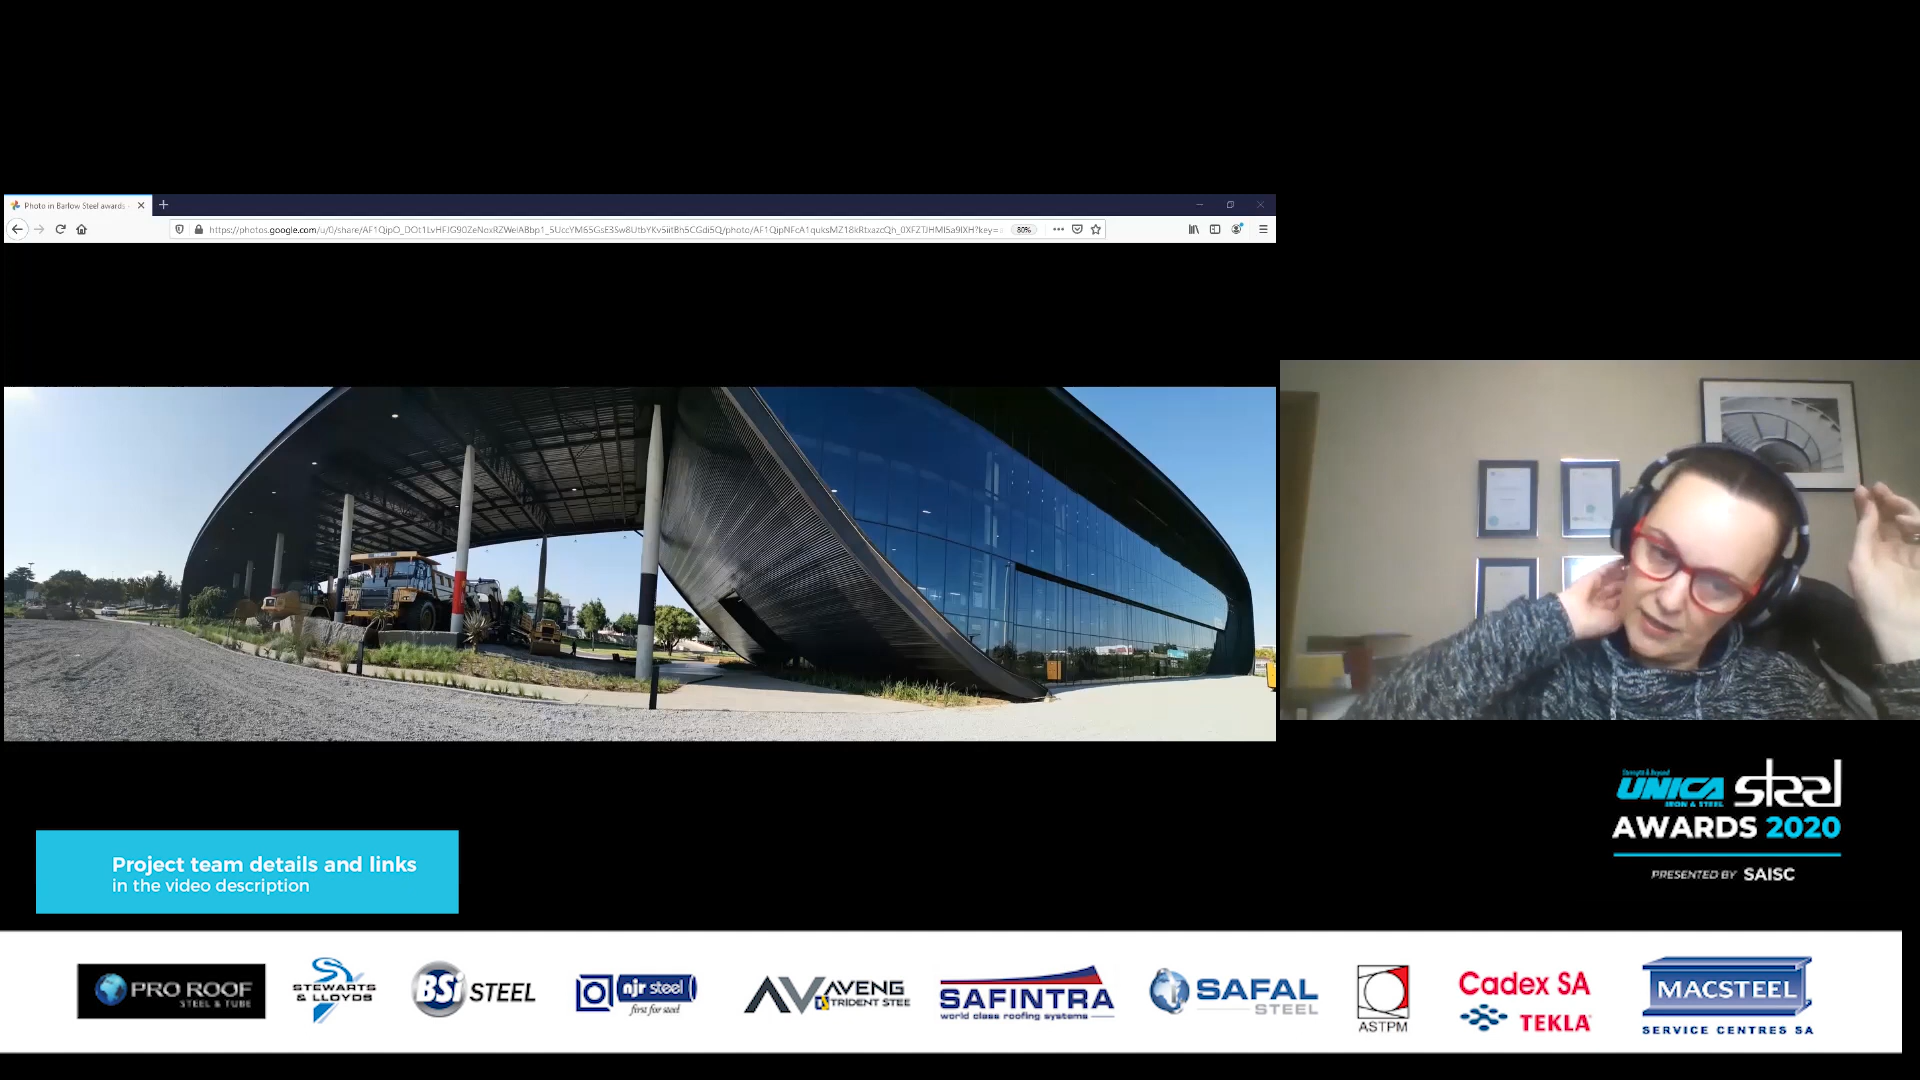 Photo in Barlow Steel awards
80%
UNICA
IRON & STEEL
steel
AWARDS 2020
PRESENTED BY SAISC
Project team details and links
in the video description
PRO ROOF
STEEL & TUBE
STEWARTS
& LLOYDS
BSi STEEL
njr steel
first for steel
AVENG
TRIDENT STEE
SAFINTRA
world class roofing systems
SAFAL
STEEL
ASTPM
Cadex SA
TEKLA
MACSTEEL
SERVICE CENTRES SA